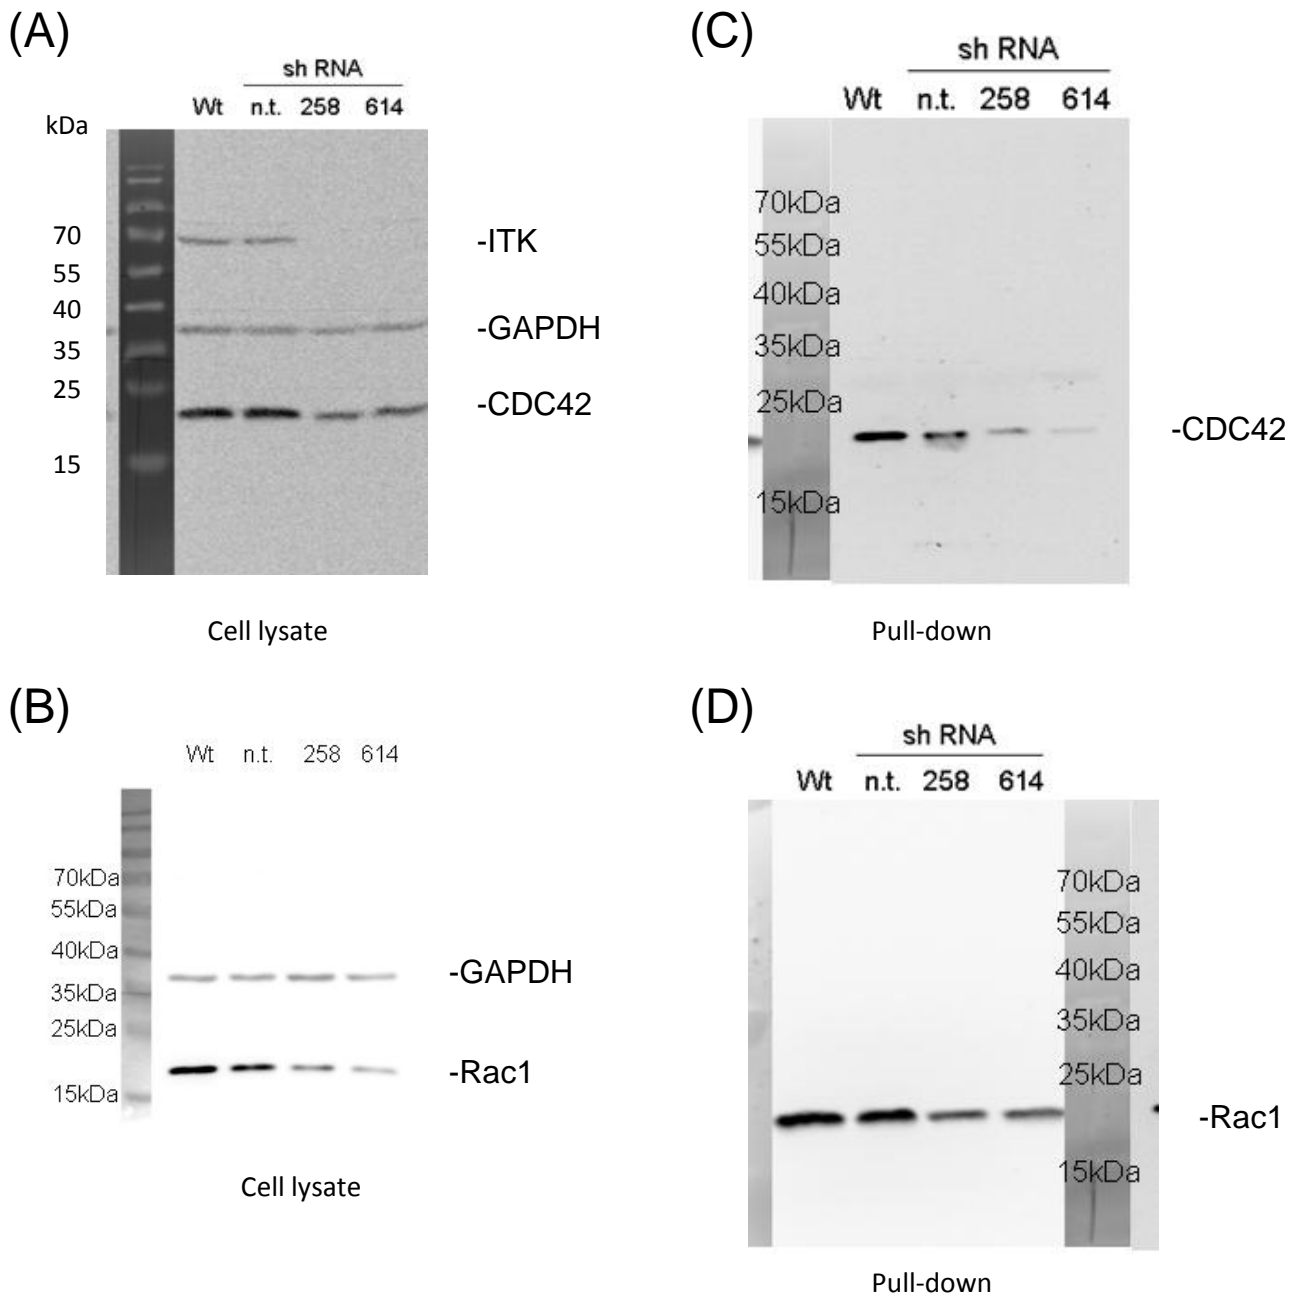 (A)
sh RNA
Wt n.t. 258 614
kDa
70
55
40
35
25
15
-ITK
-GAPDH
-CDC42
Cell lysate
(B)
Wt n.t. 258 614
70kDa
55kDa
40kDa
35kDa
25kDa
15kDa
-GAPDH
-Rac1
Cell lysate
(C)
sh RNA
Wt n.t. 258 614
70kDa
55kDa
40kDa
35kDa
25kDa
15kDa
-CDC42
Pull-down
(D)
sh RNA
Wt n.t. 258 614
70kDa
55kDa
40kDa
35kDa
25kDa
15kDa
-Rac1
Pull-down